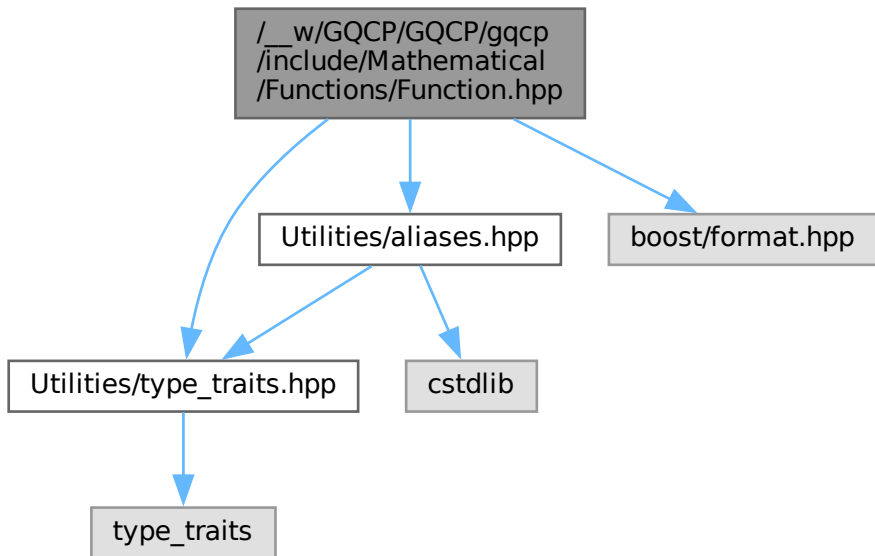 /__w/GQCP/GQCP/gqcp
/include/Mathematical
/Functions/Function.hpp
Utilities/aliases.hpp
boost/format.hpp
Utilities/type_traits.hpp
cstdlib
type_traits